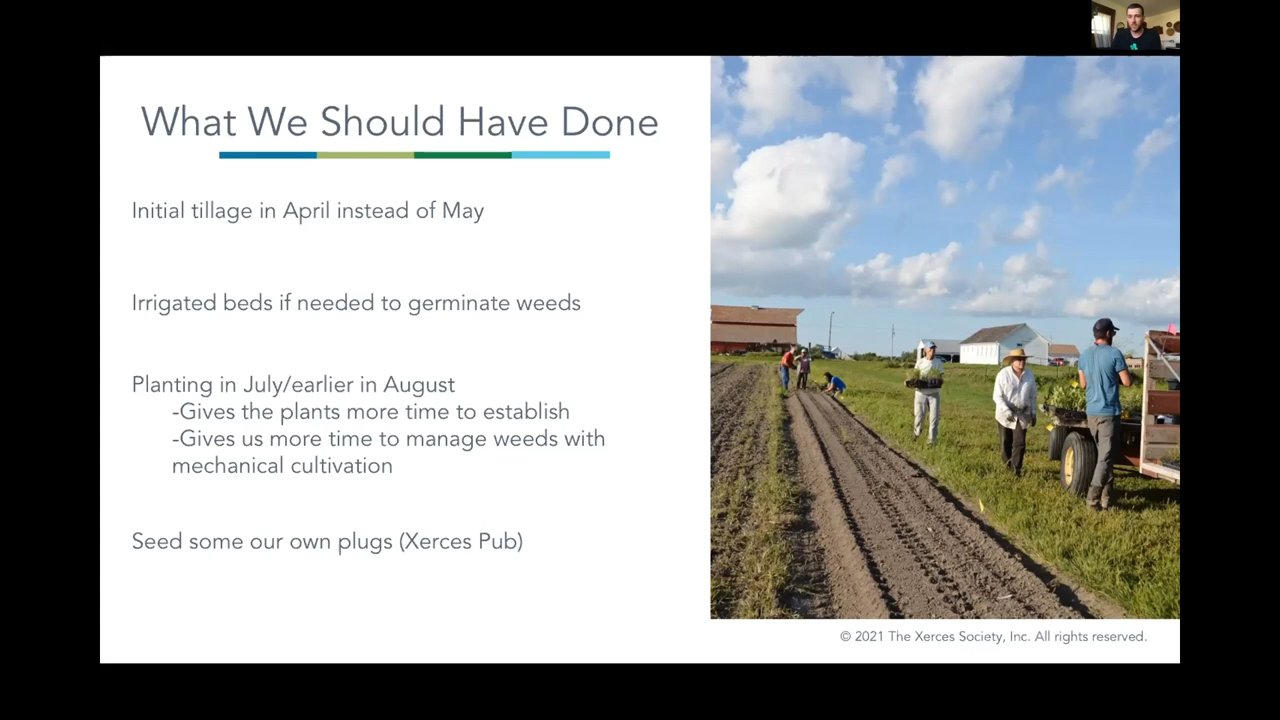 What We Should Have Done
Initial tillage in April instead of May
Irrigated beds if needed to germinate weeds
Planting in July/earlier in August
-Gives the plants more time to establish
-Gives us more time to manage weeds with
mechanical cultivation
Seed some our own plugs (Xerces Pub)
© 2021 The Xerces Society, Inc. All rights reserved.